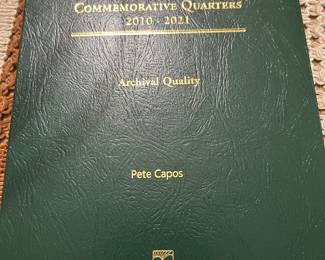 COMMEMORATIVE QUARTERS
2010 - 2021
Archival Quality
Pete Capos